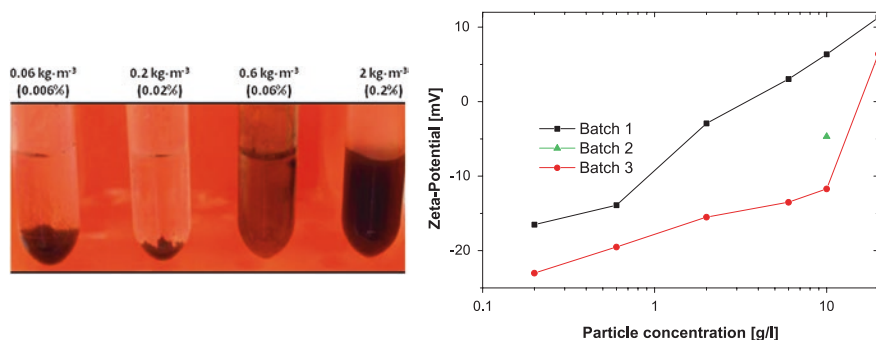 0.06 kg·m⁻³ 0.2 kg·m⁻³ 0.6 kg·m⁻³ 2 kg·m⁻³
(0.006%) (0.02%) (0.06%) (0.2%)
10
0
-10
-20
Zeta-Potential [mV]
Batch 1
Batch 2
Batch 3
0.1 1 10
Particle concentration [g/l]